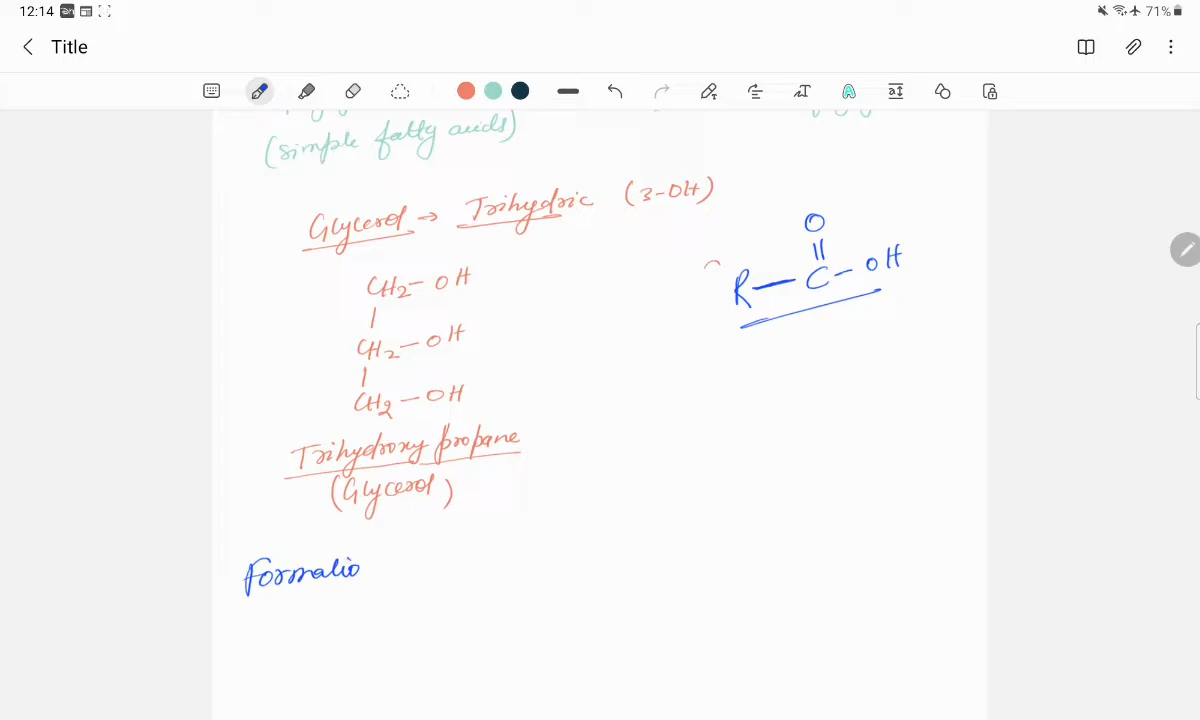 12:14 71%
Title
(simple fatty acids)
Glycerol → Trihydric (3-OH)
O
||
R — C — OH
CH2 — OH
|
CH2 — OH
|
CH2 — OH
Trihydroxy propane
(Glycerol)
Formatio